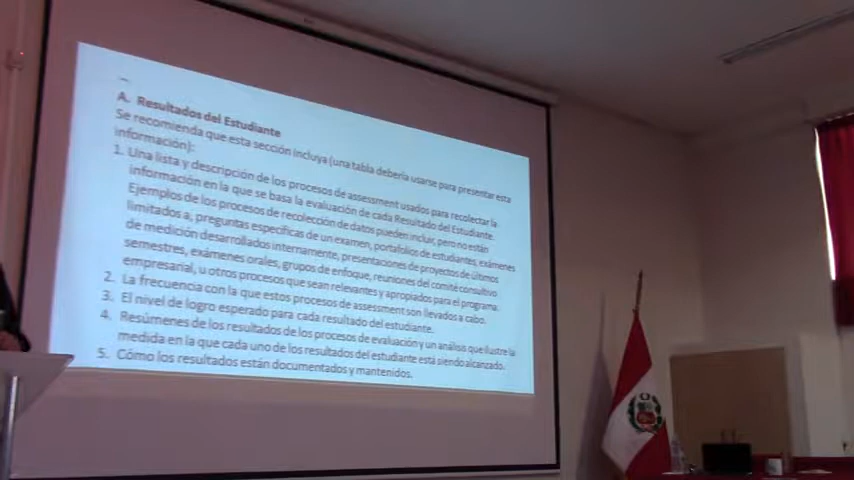 A. Resultados del Estudiante
Se recomienda que esta sección incluya (una tabla debería usarse para presentar esta
información):
1. Una lista y descripción de los procesos de assessment usados para recolectar la
información en la que se basa la evaluación de cada Resultado del Estudiante.
Ejemplos de los procesos de recolección de datos pueden incluir, pero no están
limitados a, preguntas específicas de un examen, portafolios de estudiantes, exámenes
de medición desarrollados internamente, presentaciones de proyectos de últimos
semestres, exámenes orales, grupos de enfoque, reuniones del comité consultivo
empresarial, u otros procesos que sean relevantes y apropiados para el programa.
2. La frecuencia con la que estos procesos de assessment son llevados a cabo.
3. El nivel de logro esperado para cada resultado del estudiante.
4. Resúmenes de los resultados de los procesos de evaluación y un análisis que ilustre la
medida en la que cada uno de los resultados del estudiante está siendo alcanzado.
5. Cómo los resultados están documentados y mantenidos.